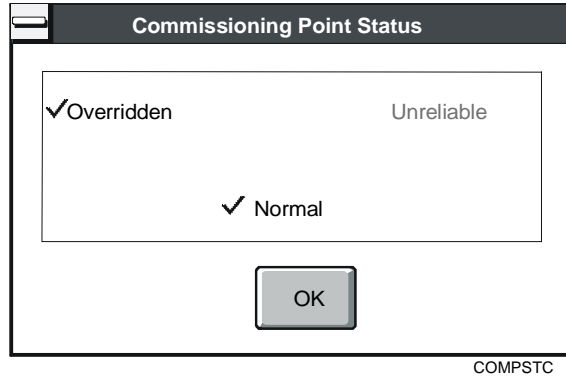 Commissioning Point Status
Overridden Unreliable
Normal
OK
COMPSTC